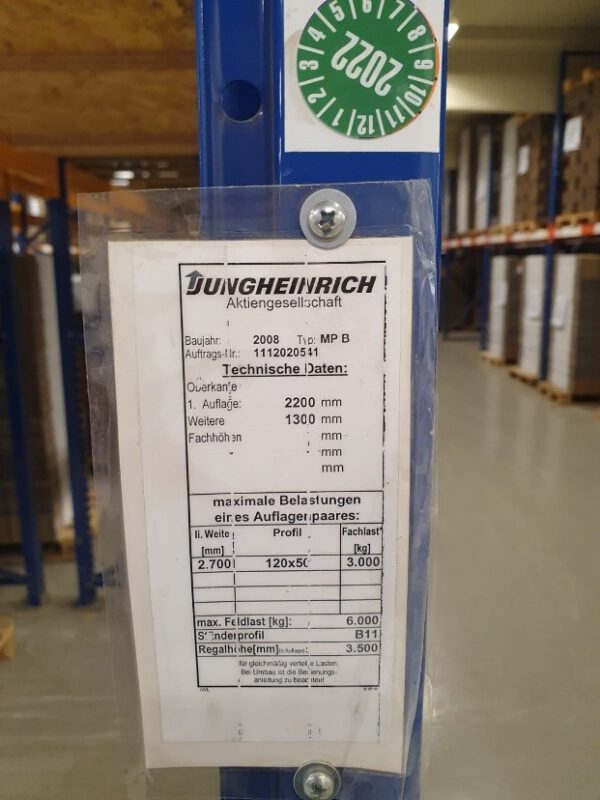 1 2 3 4 5 6 7 8 9 10 11 12
2022
JUNGHEINRICH
Aktiengesellschaft
Baujahr: 2008 Typ: MP B
Auftrags-Nr.: 1112020541
Technische Daten:
Oberkante
1. Auflage: 2200 mm
Weitere 1300 mm
Fachhöhen mm
mm
mm
maximale Belastungen
eines Auflagenpaares:
li. Weite Profil Fachlast*
[mm] [kg]
2.700 120x50 3.000
max. Feldlast [kg]: 6.000
Ständerprofil B11
Regalhöhe[mm]: 3.500
für gleichmäßig verteilte Lasten.
Bei Umbau ist die Bedienungs-
anleitung zu beachten!